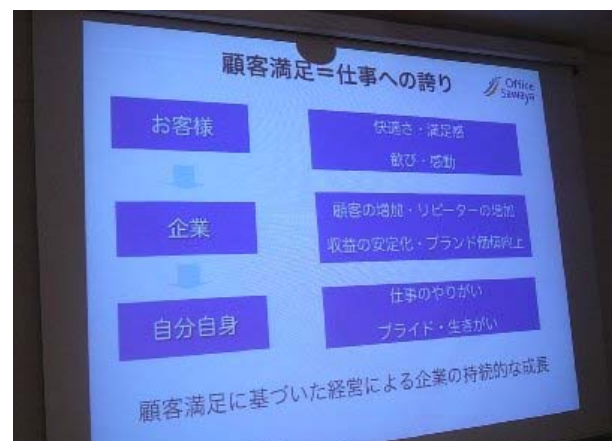 顧客満足＝仕事への誇り
Office
Sawaya
お客様
快適さ・満足感
歓び・感動
企業
顧客の増加・リピーターの増加
収益の安定化・ブランド価値向上
自分自身
仕事のやりがい
プライド・生きがい
顧客満足に基づいた経営による企業の持続的な成長